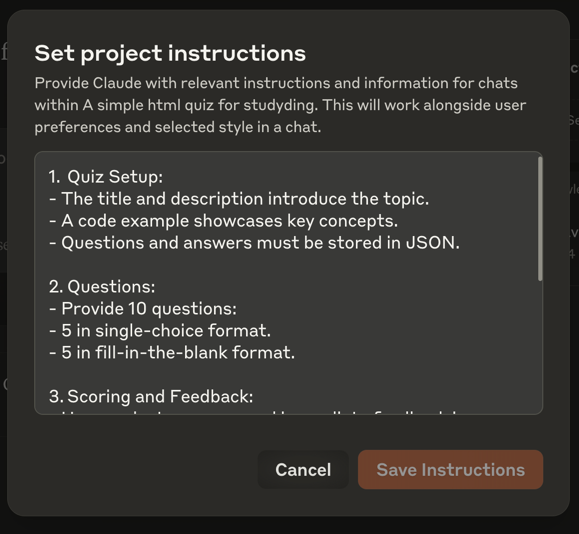 Set project instructions
Provide Claude with relevant instructions and information for chats
within A simple html quiz for studyding. This will work alongside user
preferences and selected style in a chat.
1. Quiz Setup:
- The title and description introduce the topic.
- A code example showcases key concepts.
- Questions and answers must be stored in JSON.
2. Questions:
- Provide 10 questions:
- 5 in single-choice format.
- 5 in fill-in-the-blank format.
3. Scoring and Feedback:
Cancel
Save Instructions